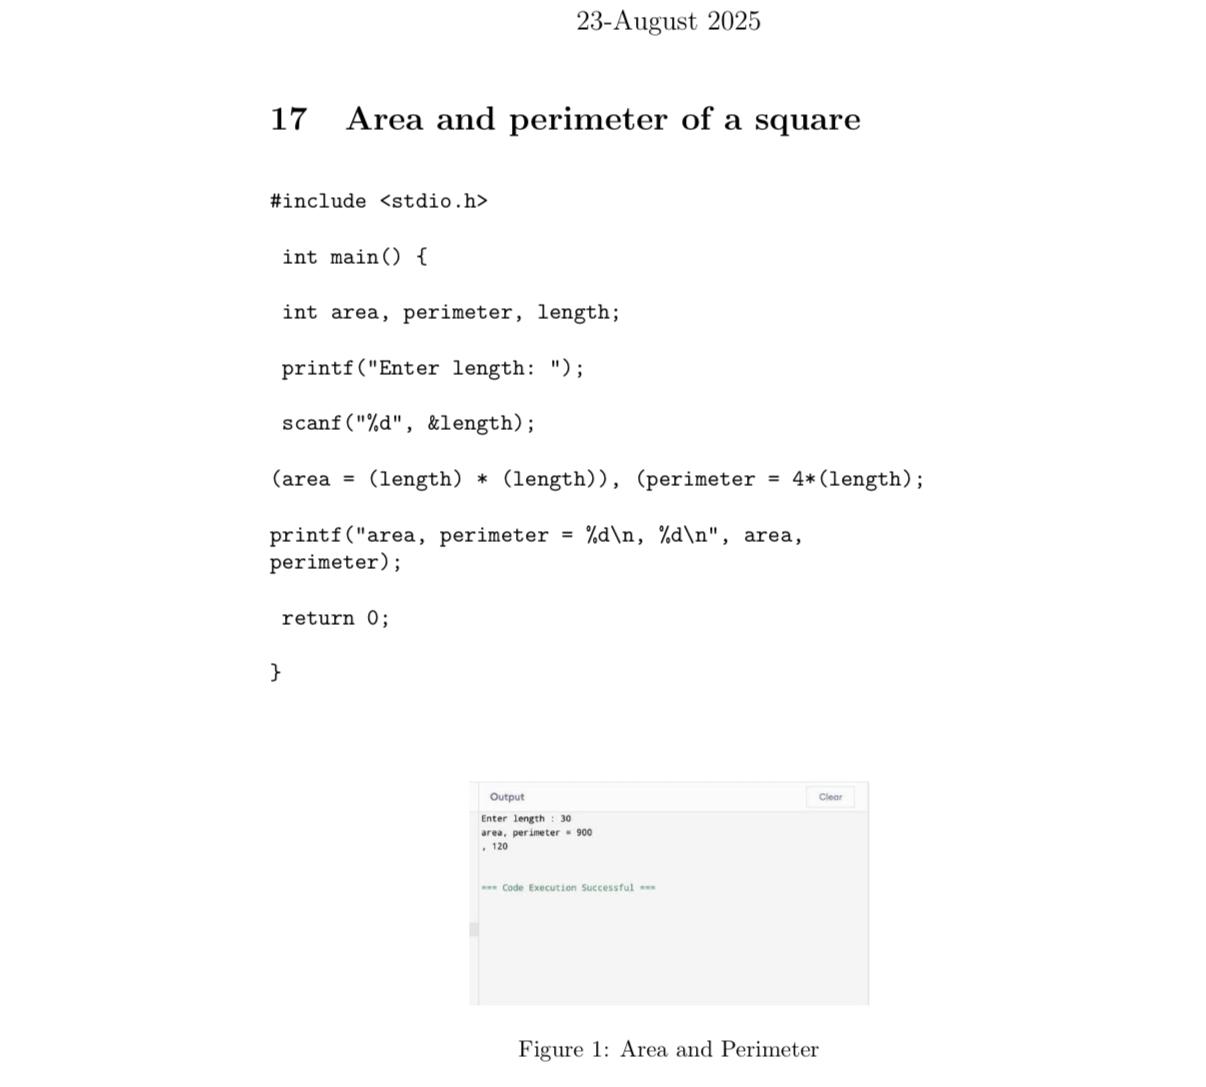 23-August 2025
17 Area and perimeter of a square
#include <stdio.h>
int main() {
int area, perimeter, length;
printf("Enter length: ");
scanf("%d", &length);
(area = (length) * (length)), (perimeter = 4*(length);
printf("area, perimeter = %d\n, %d\n", area,
perimeter);
return 0;
}
Output
Clear
Enter length : 30
area, perimeter = 900
, 120
=== Code Execution Successful ===
Figure 1: Area and Perimeter